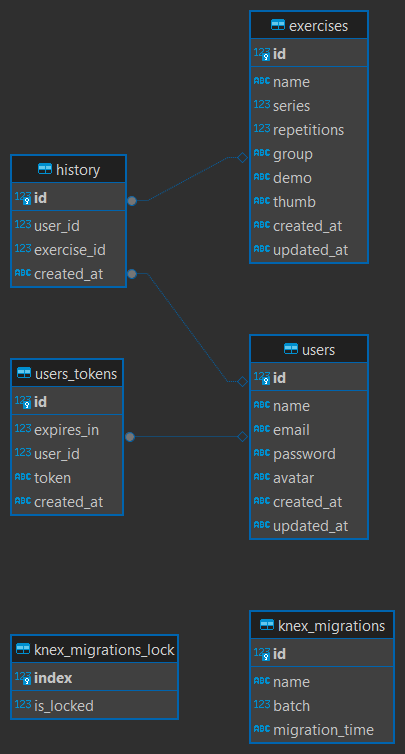 exercises
123 id
ABC name
123 series
123 repetitions
ABC group
ABC demo
ABC thumb
ABC created_at
ABC updated_at
history
123 id
123 user_id
123 exercise_id
ABC created_at
users
123 id
ABC name
ABC email
ABC password
ABC avatar
ABC created_at
ABC updated_at
users_tokens
123 id
123 expires_in
123 user_id
ABC token
ABC created_at
knex_migrations_lock
123 index
123 is_locked
knex_migrations
123 id
ABC name
123 batch
ABC migration_time